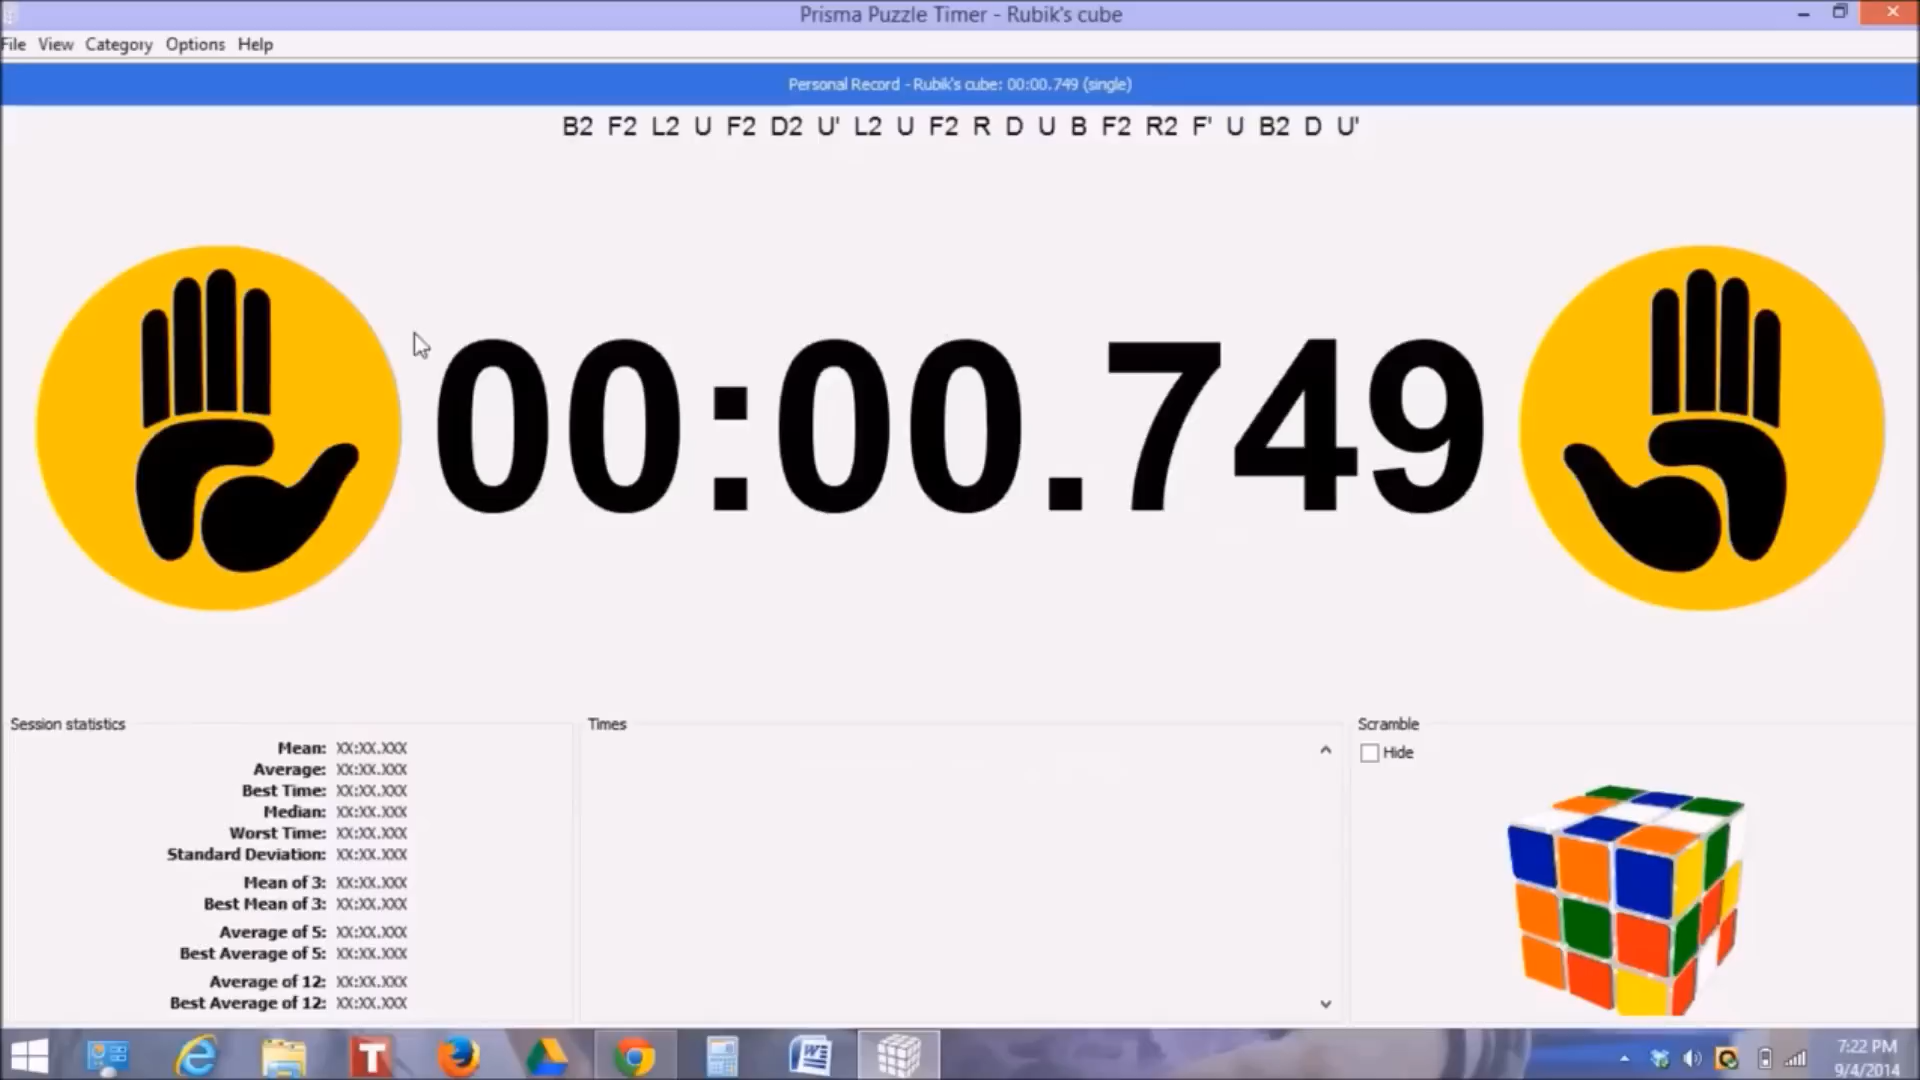 Prisma Puzzle Timer - Rubik's cube
File View Category Options Help
Personal Record - Rubik's cube: 00:00.749 (single)
B2 F2 L2 U F2 D2 U' L2 U F2 R D U B F2 R2 F' U B2 D U'
00:00.749
Session statistics
Mean: XX:XX.XXX
Average: XX:XX.XXX
Best Time: XX:XX.XXX
Median: XX:XX.XXX
Worst Time: XX:XX.XXX
Standard Deviation: XX:XX.XXX
Mean of 3: XX:XX.XXX
Best Mean of 3: XX:XX.XXX
Average of 5: XX:XX.XXX
Best Average of 5: XX:XX.XXX
Average of 12: XX:XX.XXX
Best Average of 12: XX:XX.XXX
Times
Scramble
Hide
T
W
7:22 PM
9/4/2014